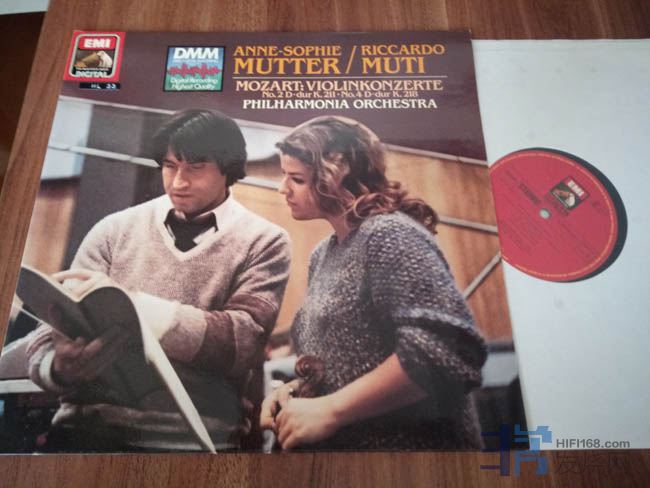 EMI
DIGITAL
DMM
Digital Recording
Highest Quality
HL 33
ANNE-SOPHIE MUTTER / RICCARDO MUTI
MOZART: VIOLINKONZERTE
No. 2 D-dur K. 211 · No. 4 D-dur K. 218
PHILHARMONIA ORCHESTRA
EMI
HIFI168.com